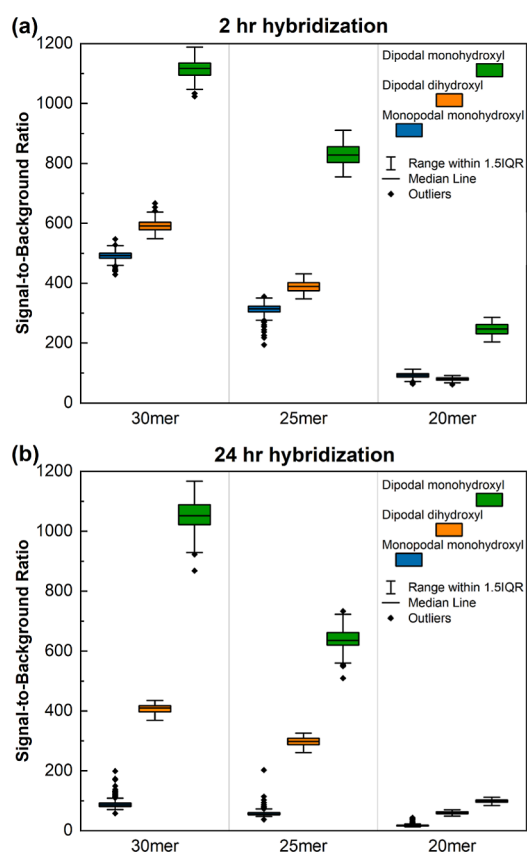 (a) 2 hr hybridization
Signal-to-Background Ratio
1200
1000
800
600
400
200
0
30mer 25mer 20mer
Dipodal monohydroxyl
Dipodal dihydroxyl
Monopodal monohydroxyl
Range within 1.5IQR
Median Line
Outliers
(b) 24 hr hybridization
Signal-to-Background Ratio
1200
1000
800
600
400
200
0
30mer 25mer 20mer
Dipodal monohydroxyl
Dipodal dihydroxyl
Monopodal monohydroxyl
Range within 1.5IQR
Median Line
Outliers